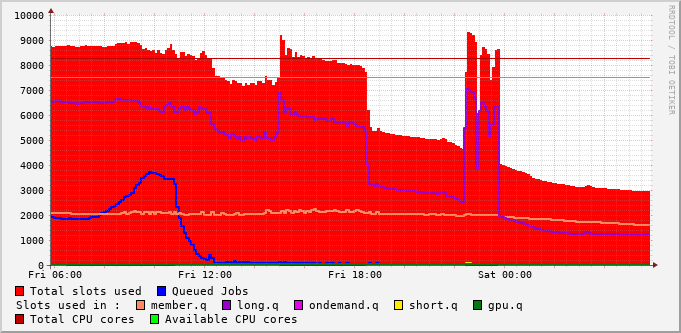 10000
9000
8000
7000
6000
5000
4000
3000
2000
1000
0
Fri 06:00 Fri 12:00 Fri 18:00 Sat 00:00
RRDTOOL / TOBI OETIKER
Total slots used Queued Jobs
Slots used in : member.q long.q ondemand.q short.q gpu.q
Total CPU cores Available CPU cores